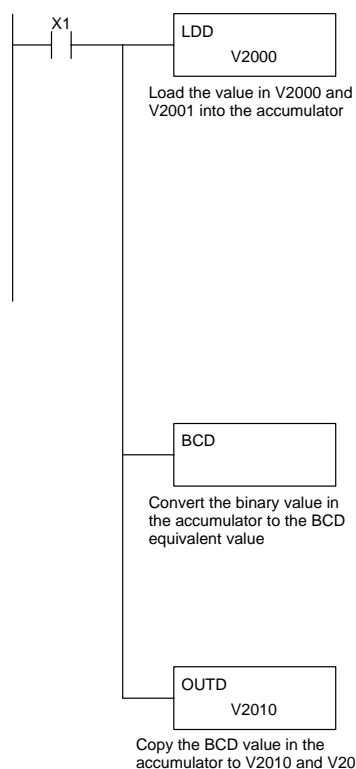 X1
LDD
V2000
Load the value in V2000 and
V2001 into the accumulator
BCD
Convert the binary value in
the accumulator to the BCD
equivalent value
OUTD
V2010
Copy the BCD value in the
accumulator to V2010 and V20